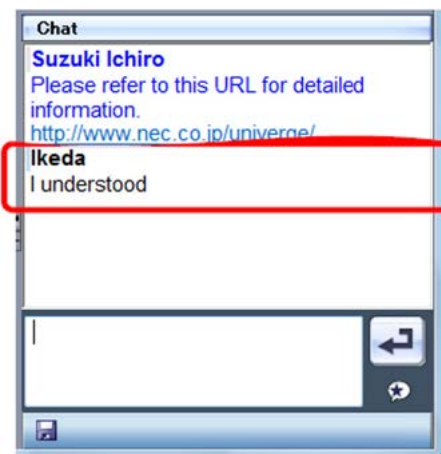 Chat
Suzuki Ichiro
Please refer to this URL for detailed
information.
http://www.nec.co.jp/univerge/
Ikeda
I understood